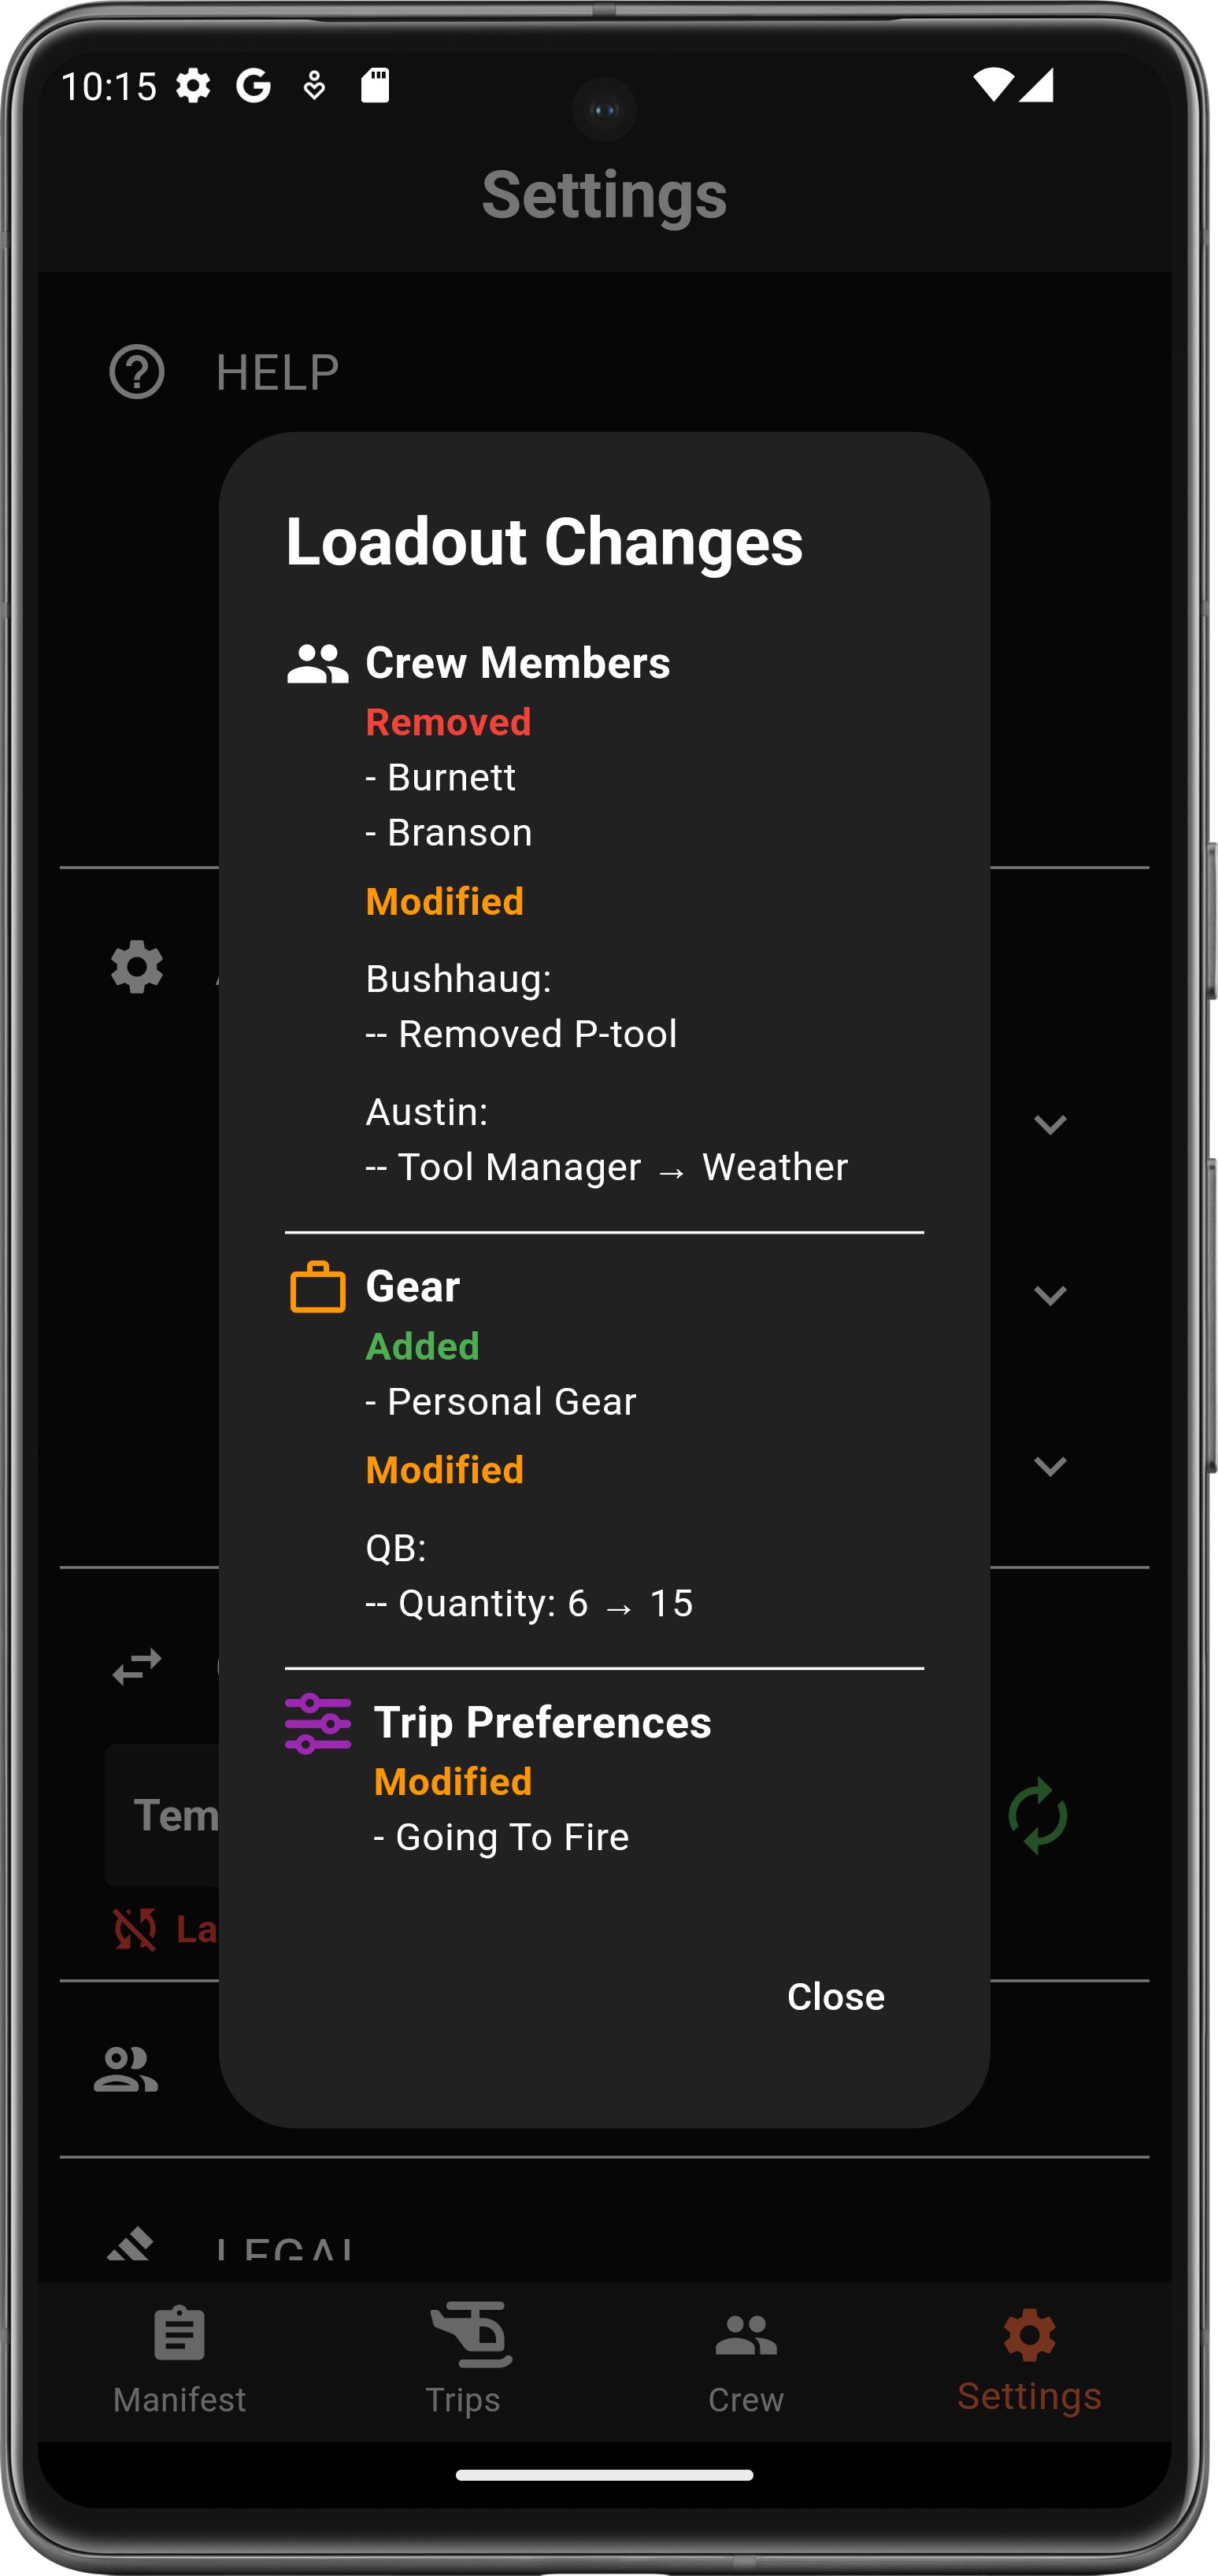 10:15
Settings
HELP
Loadout Changes
Crew Members
Removed
- Burnett
- Branson
Modified
Bushhaug:
-- Removed P-tool
Austin:
-- Tool Manager → Weather
Gear
Added
- Personal Gear
Modified
QB:
-- Quantity: 6 → 15
Trip Preferences
Modified
- Going To Fire
Tem
La
Close
LEGAL
Manifest
Trips
Crew
Settings